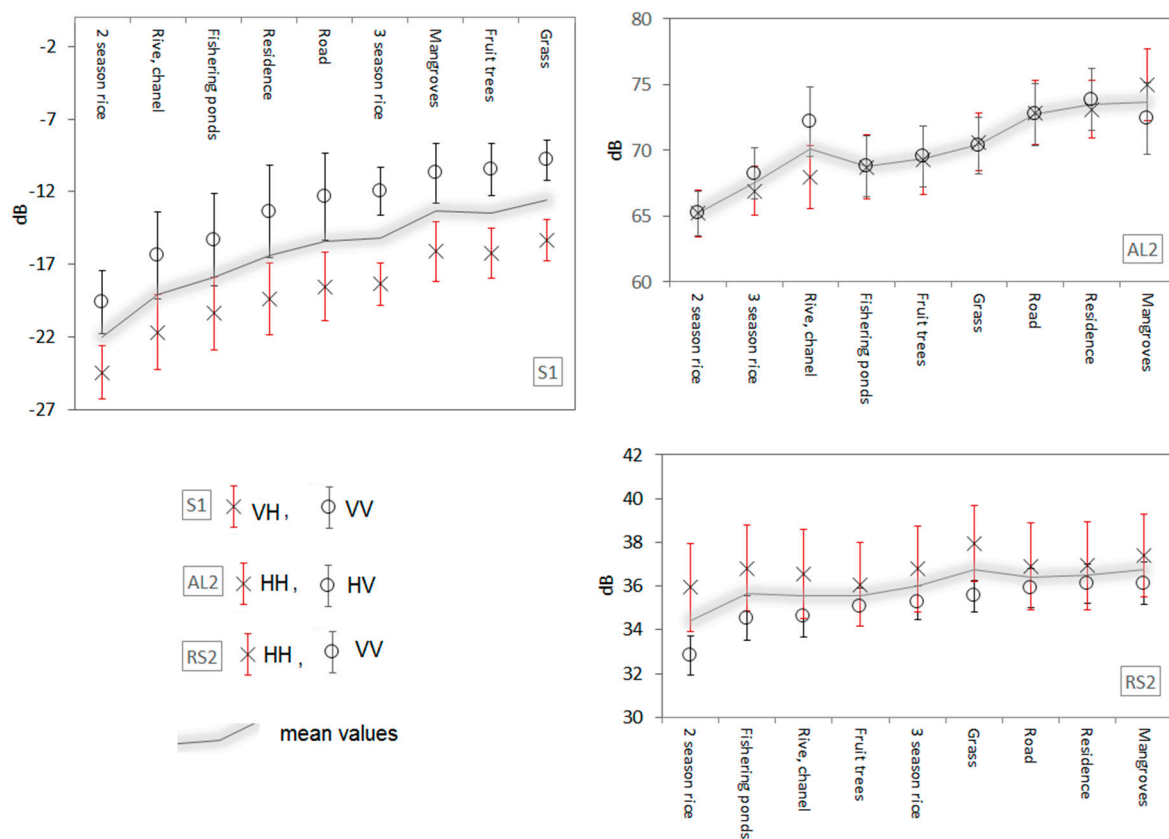 -2
-7
-12
-17
-22
-27
dB
2 season rice
Rive, chanel
Fishering ponds
Residence
Road
3 season rice
Mangroves
Fruit trees
Grass
S1
80
75
70
65
60
dB
AL2
2 season rice
3 season rice
Rive, chanel
Fishering ponds
Fruit trees
Grass
Road
Residence
Mangroves
S1 VH, VV
AL2 HH, HV
RS2 HH, VV
mean values
42
40
38
36
34
32
30
dB
RS2
2 season rice
Fishering ponds
Rive, chanel
Fruit trees
3 season rice
Grass
Road
Residence
Mangroves